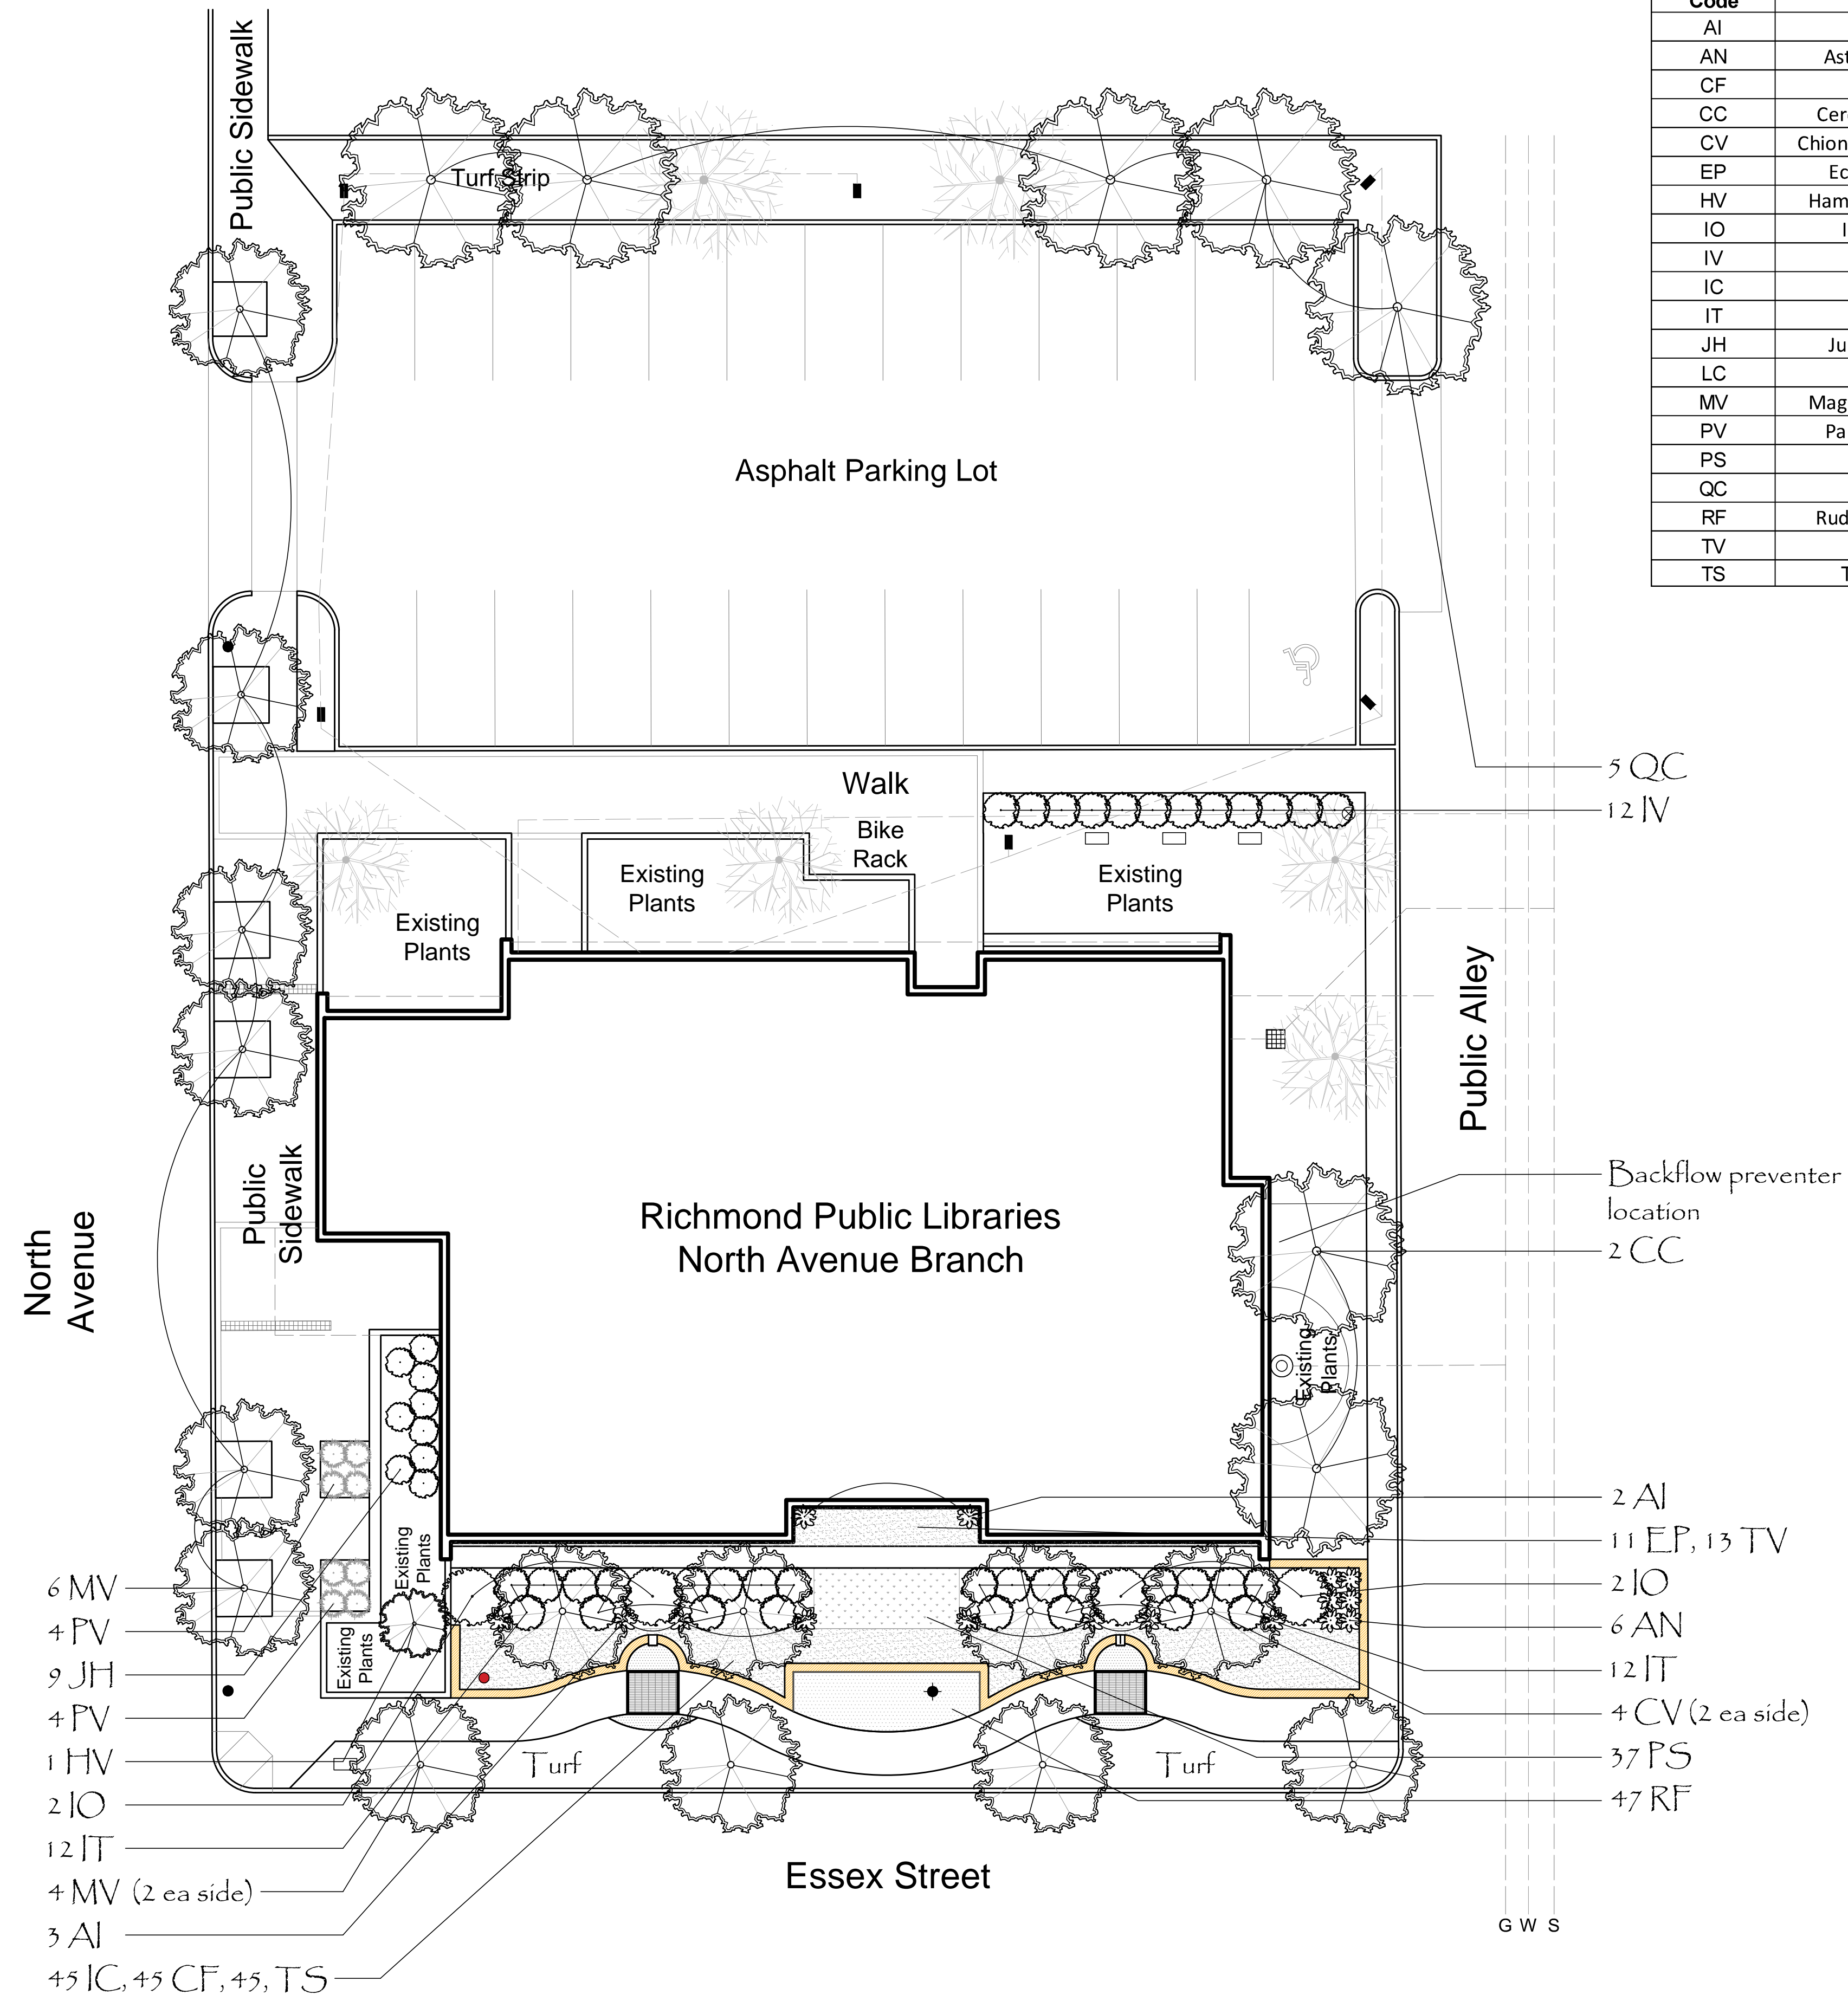 Code
AI
AN Ast
CF
CC Cer
CV Chion
EP Ec
HV Ham
IO I
IV
IC
IT
JH Ju
LC
MV Mag
PV Pa
PS
QC
RF Rud
TV
TS T
Public Sidewalk
Turf Strip
Asphalt Parking Lot
5 QC
12 IV
Walk
Bike
Rack
Existing
Plants
Existing
Plants
Existing
Plants
Public Alley
Public
Sidewalk
North
Avenue
Richmond Public Libraries
North Avenue Branch
Backflow preventer
location
2 CC
Existing
Plants
Existing
Plants
Existing
Plants
2 AI
11 EP, 13 TV
2 IO
6 AN
12 IT
4 CV (2 ea side)
37 PS
47 RF
6 MV
4 PV
9 JH
4 PV
1 HV
2 IO
12 IT
4 MV (2 ea side)
3 AI
45 IC, 45 CF, 45, TS
Turf
Turf
Essex Street
G W S